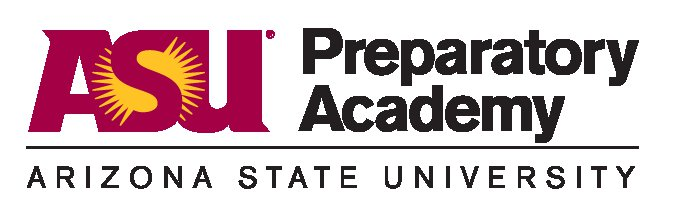 ASU® Preparatory
Academy
ARIZONA STATE UNIVERSITY